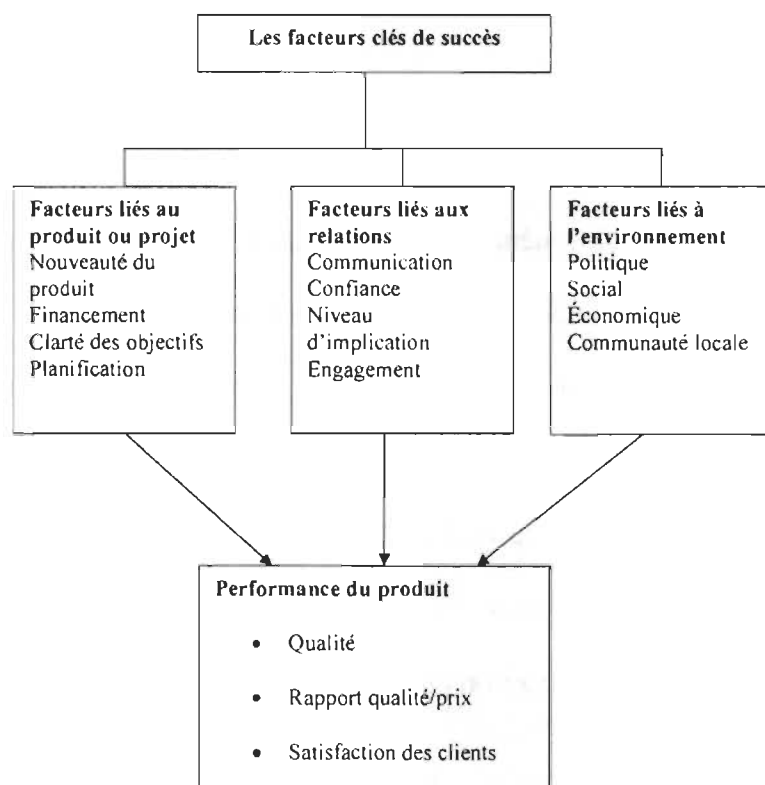 Les facteurs clés de succès
Facteurs liés au
produit ou projet
Nouveauté du
produit
Financement
Clarté des objectifs
Planification
Facteurs liés aux
relations
Communication
Confiance
Niveau
d'implication
Engagement
Facteurs liés à
l'environnement
Politique
Social
Économique
Communauté locale
Performance du produit
• Qualité
• Rapport qualité/prix
• Satisfaction des clients